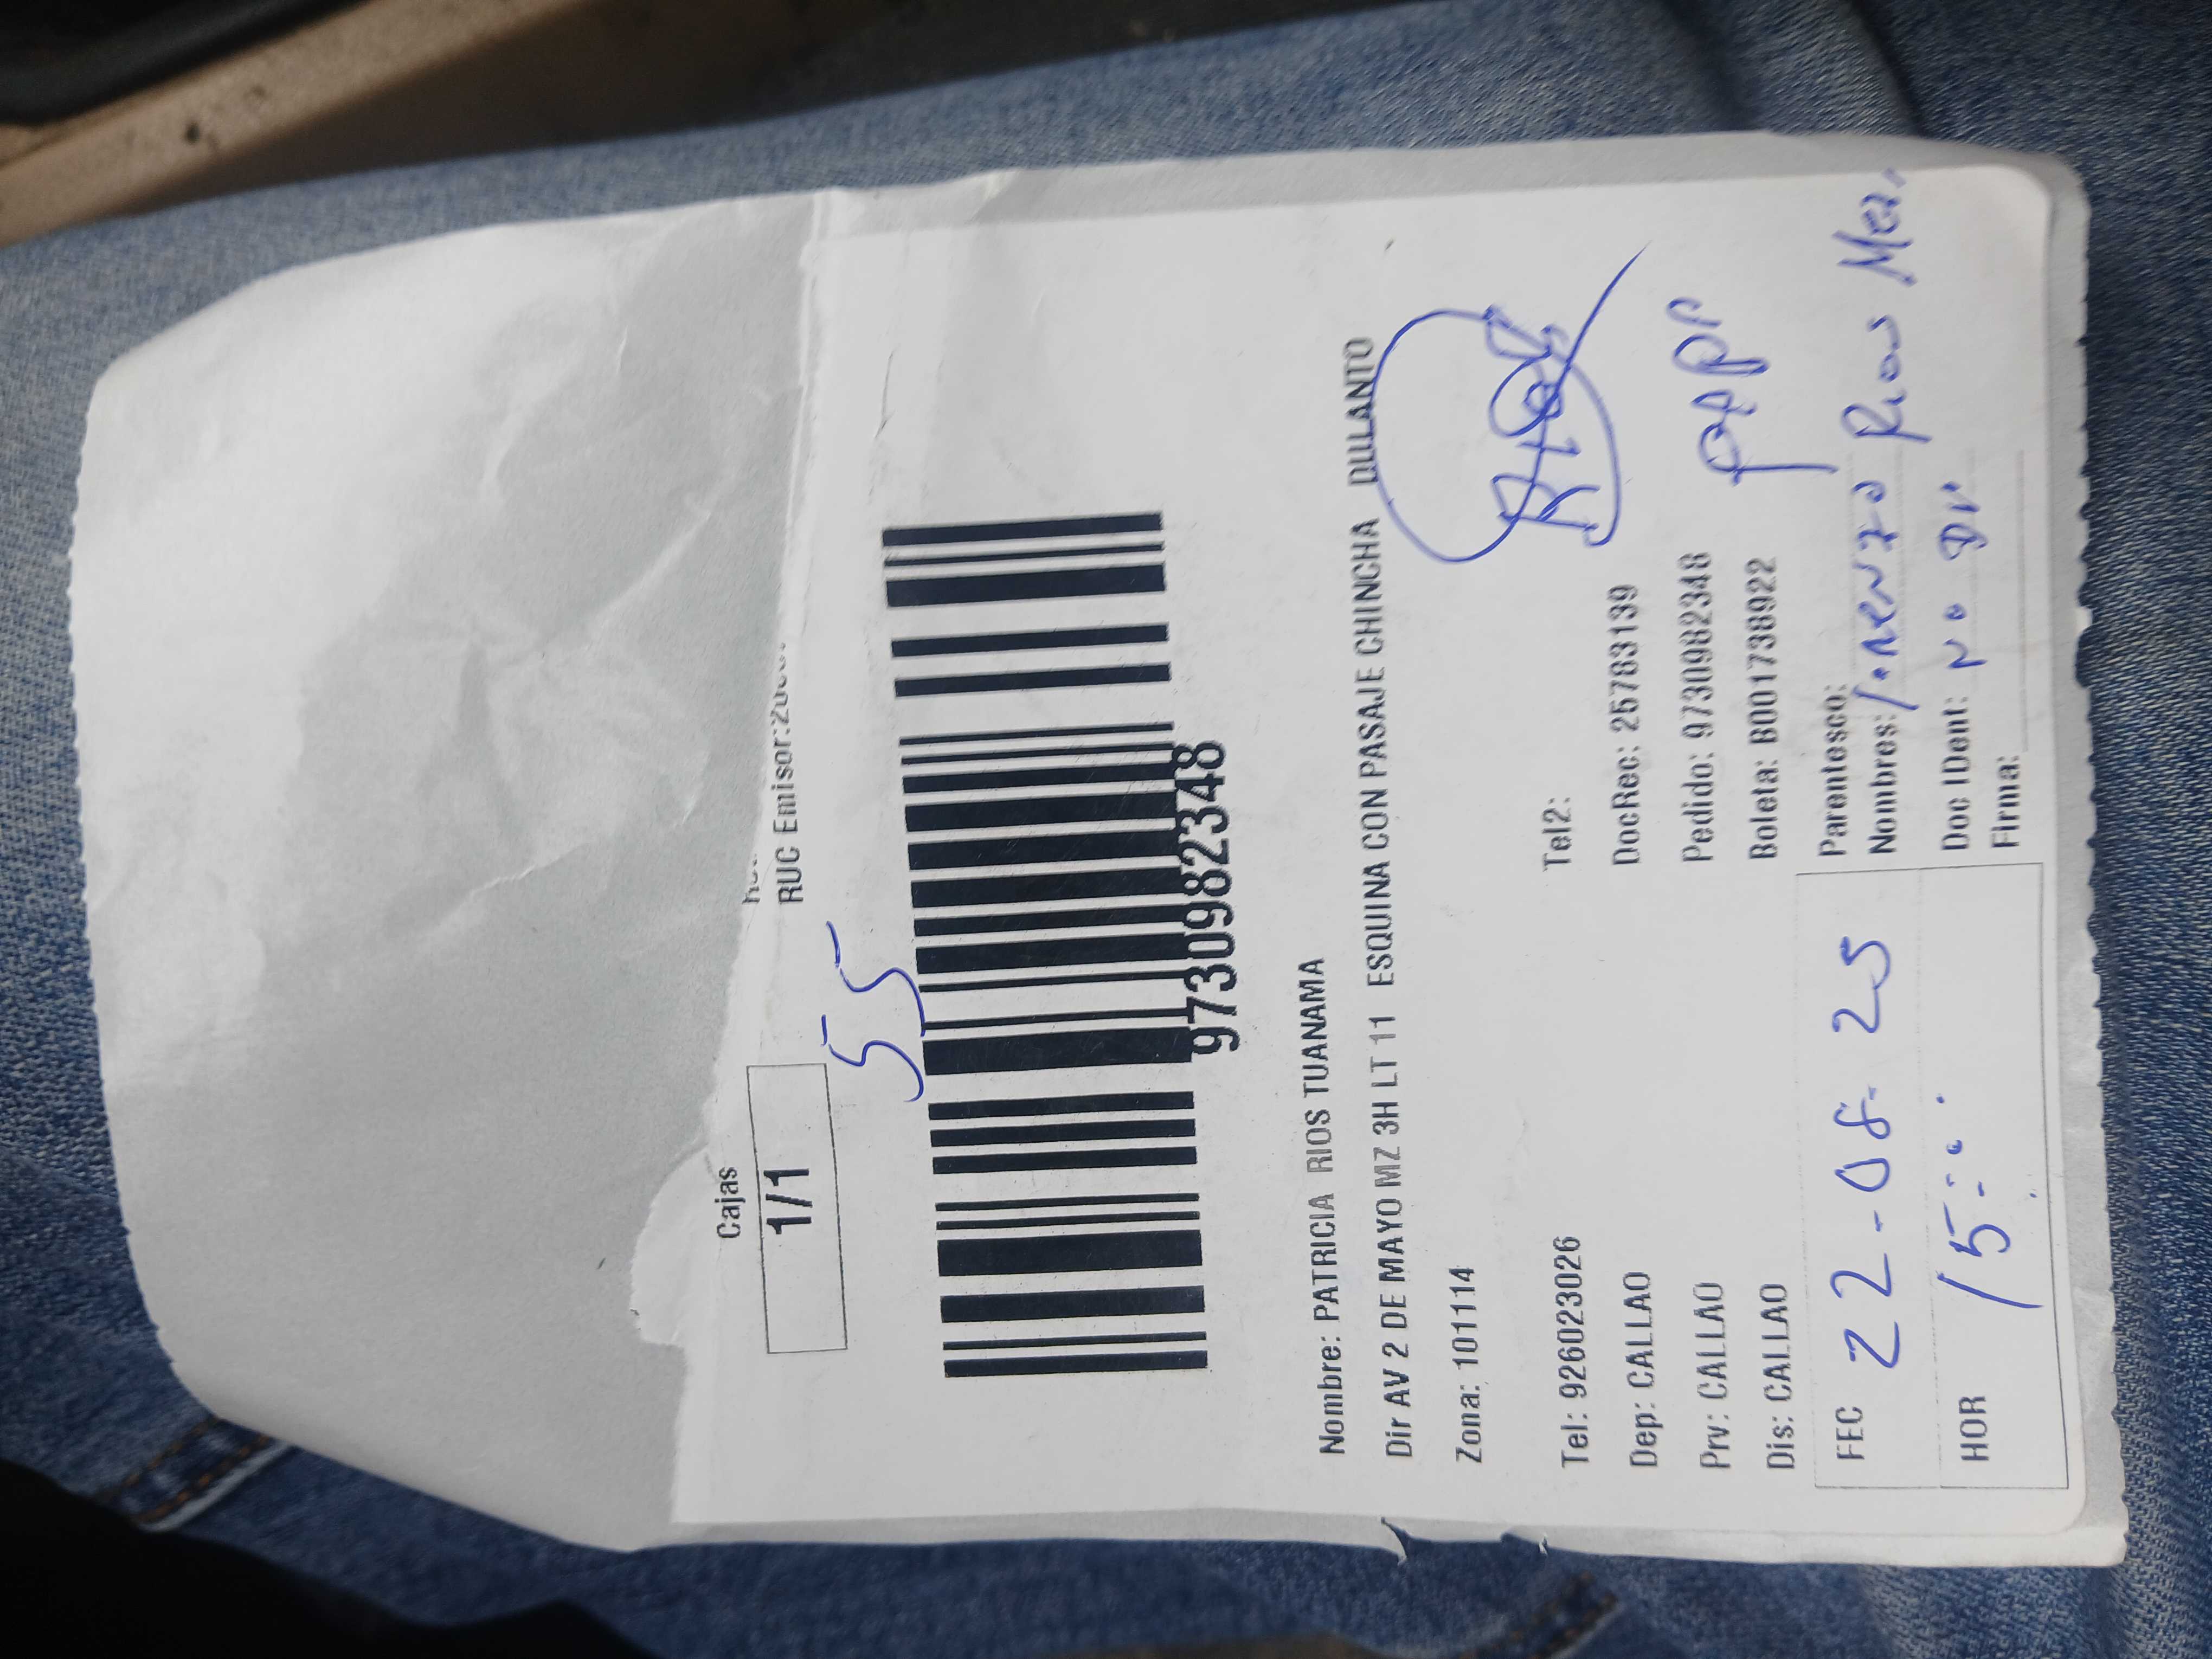 Cajas
1/1
RUC Emisor:
55
9730982348
Nombre: PATRICIA RIOS TUANAMA
Dir AV 2 DE MAYO MZ 3H LT 11 ESQUINA CON PASAJE CHINCHA DULANTO
Zona: 101114
Tel: 926023026 Tel2:
Dep: CALLAO DocRec: 25783139
Prv: CALLAO Pedido: 9730982348
Dis: CALLAO Boleta: B001738922
FEC 22-08-25 Parentesco:
Nombres: Rios
HOR 15 Doc IDent: no
Firma: